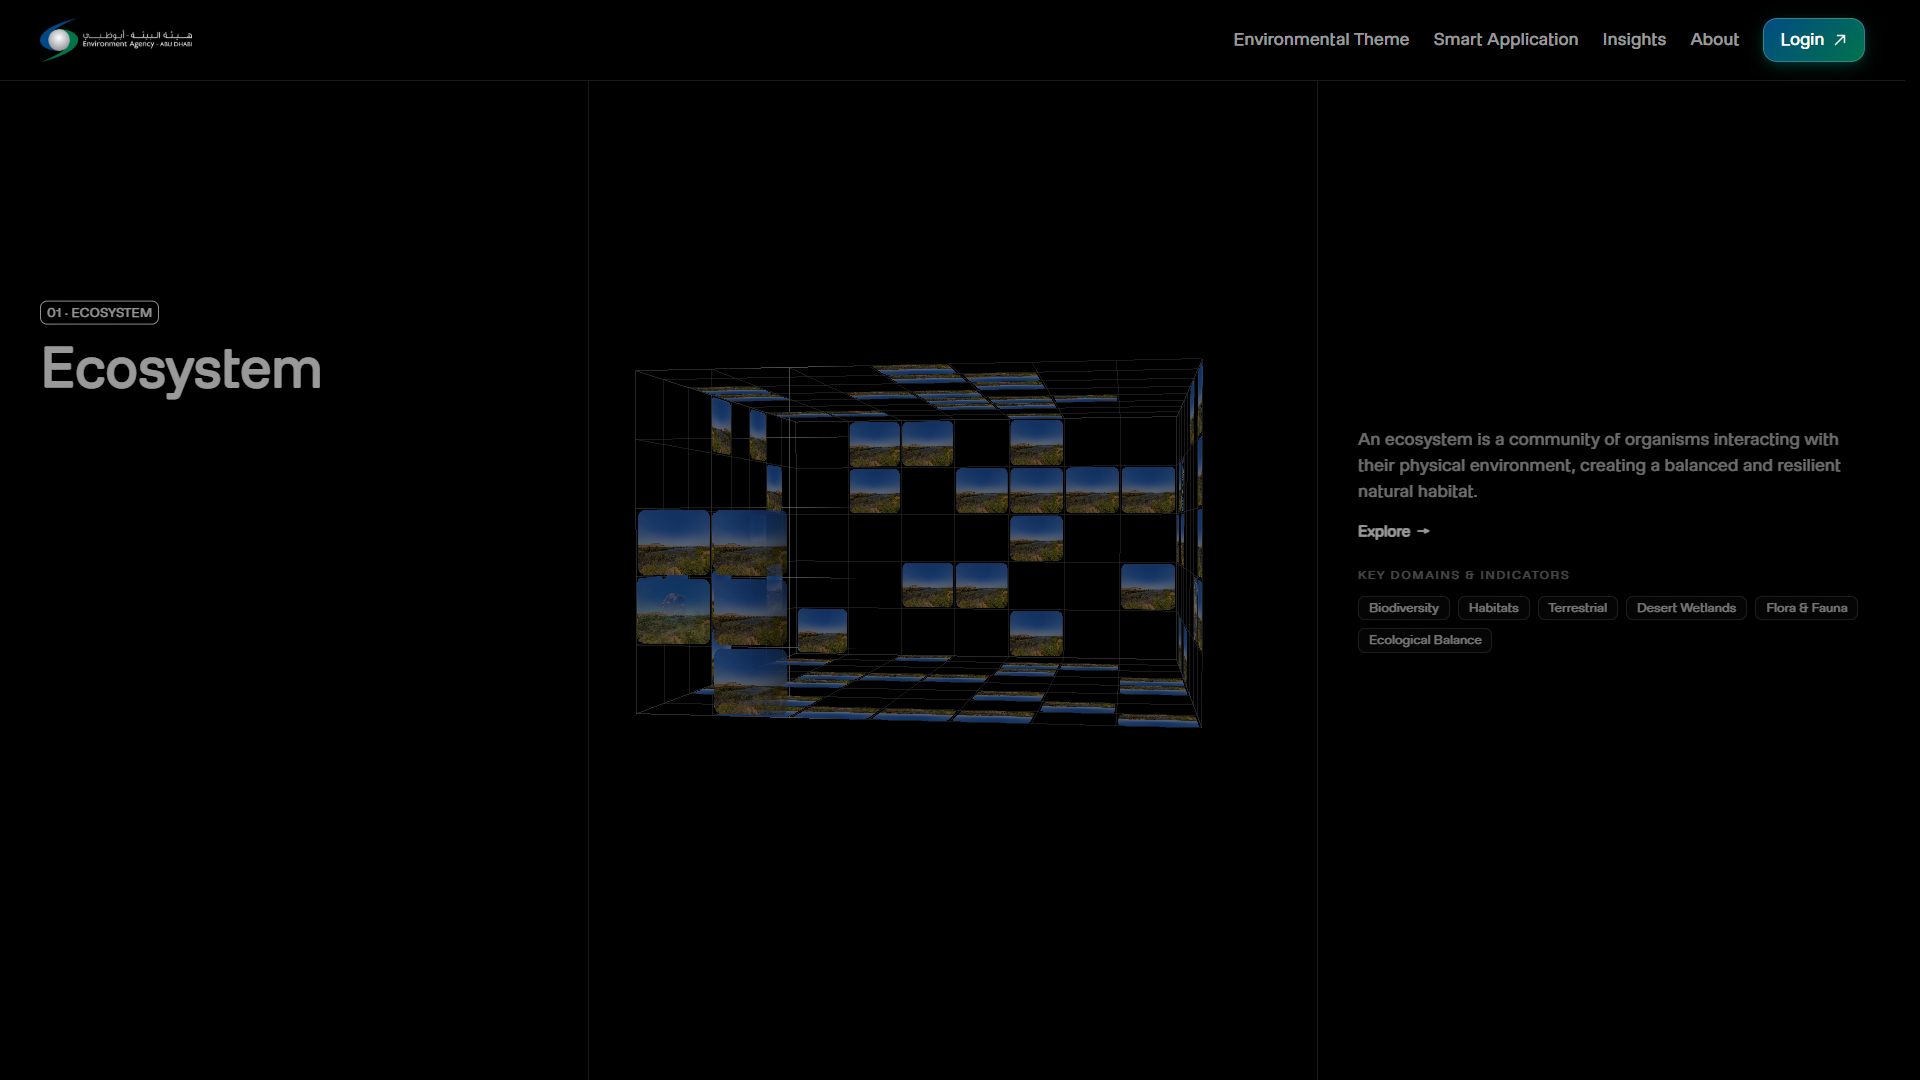 هيئة البيئة - أبوظبي
Environment Agency - ABU DHABI
Environmental Theme
Smart Application
Insights
About
Login
01 - ECOSYSTEM
Ecosystem
An ecosystem is a community of organisms interacting with
their physical environment, creating a balanced and resilient
natural habitat.
Explore →
KEY DOMAINS & INDICATORS
Biodiversity
Habitats
Terrestrial
Desert Wetlands
Flora & Fauna
Ecological Balance